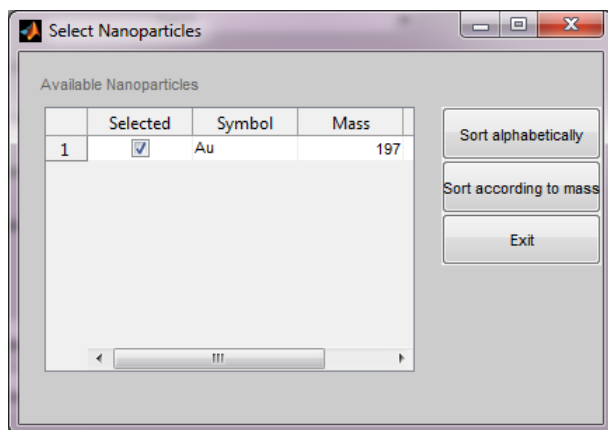 Select Nanoparticles
Available Nanoparticles
Selected Symbol Mass
1 Au 197
Sort alphabetically
Sort according to mass
Exit